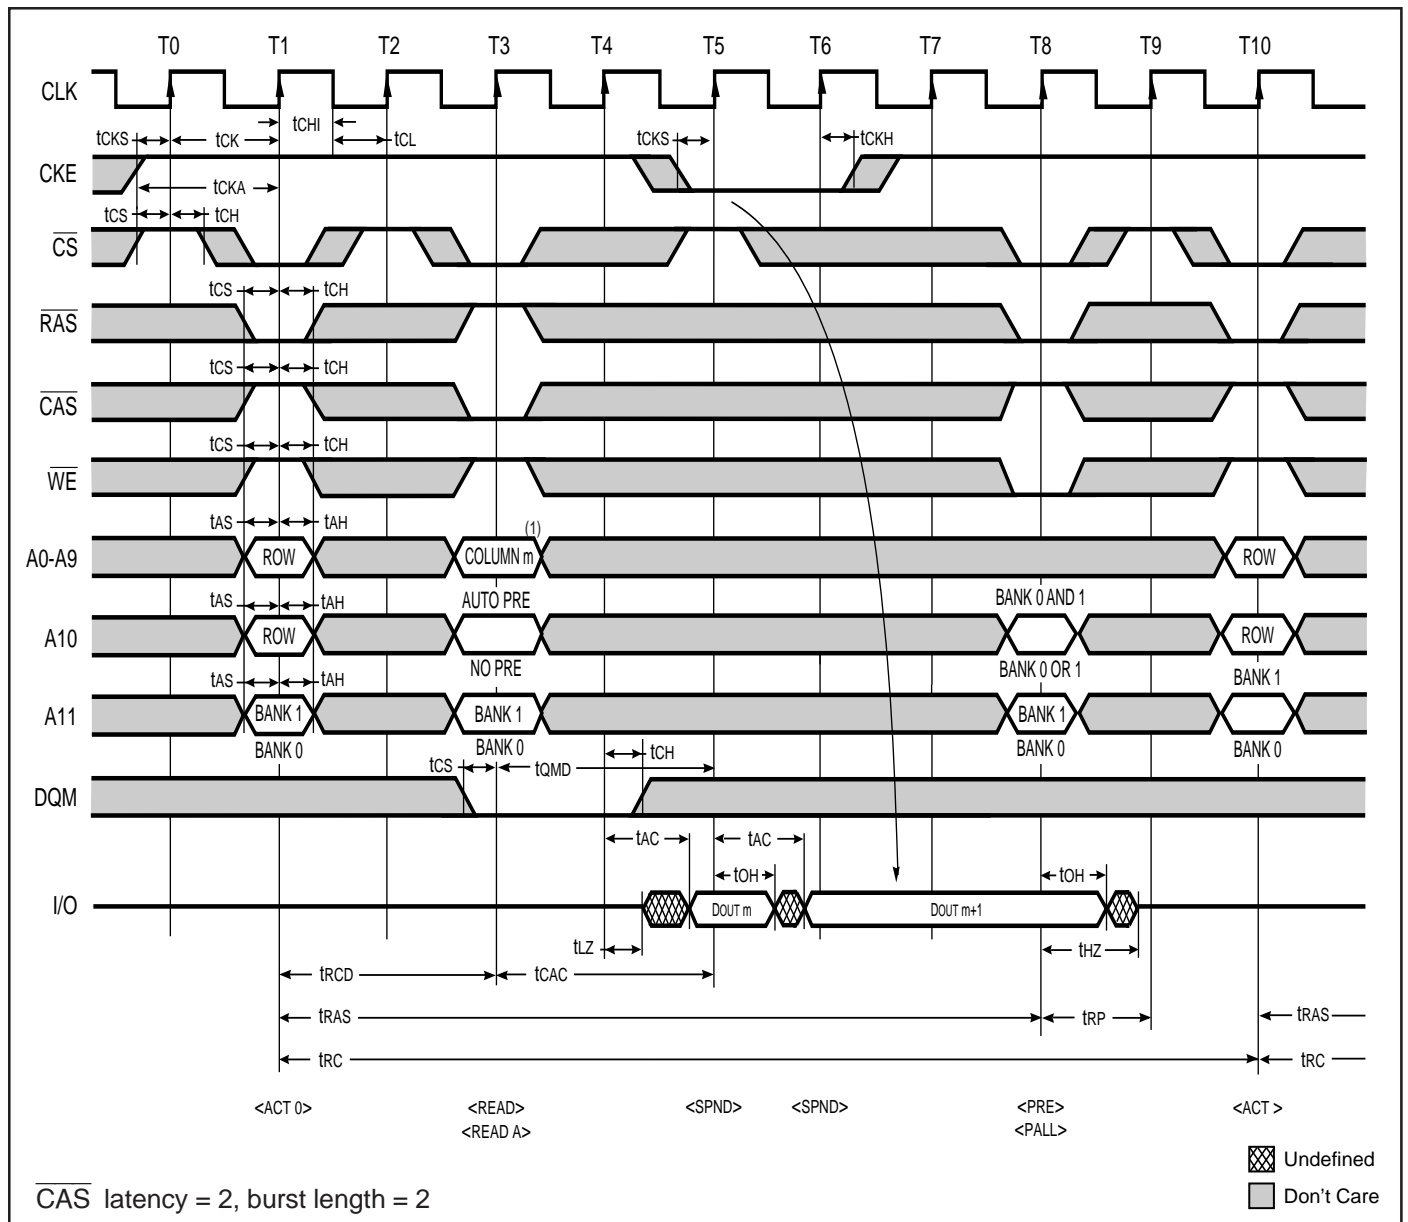 T0 T1 T2 T3 T4 T5 T6 T7 T8 T9 T10
CLK
tCHI
tCKS tCK tCL tCKS tCKH
CKE
tCKA
tCS tCH
CS
tCS tCH
RAS
tCS tCH
CAS
tCS tCH
WE
tAS tAH (1)
A0-A9 ROW COLUMN m ROW
tAS tAH AUTO PRE BANK 0 AND 1
A10 ROW ROW
NO PRE BANK 0 OR 1
tAS tAH BANK 1
A11 BANK 1 BANK 1 BANK 1
BANK 0 BANK 0 BANK 0 BANK 0
tCH
tCS tQMD
DQM
tAC tAC
tOH tOH
I/O DOUT m DOUT m+1
tLZ tHZ
tRCD tCAC
tRAS tRP tRAS
tRC tRC
<ACT 0> <READ> <SPND> <SPND> <PRE> <ACT >
<READ A> <PALL>
Undefined
CAS latency = 2, burst length = 2 Don't Care